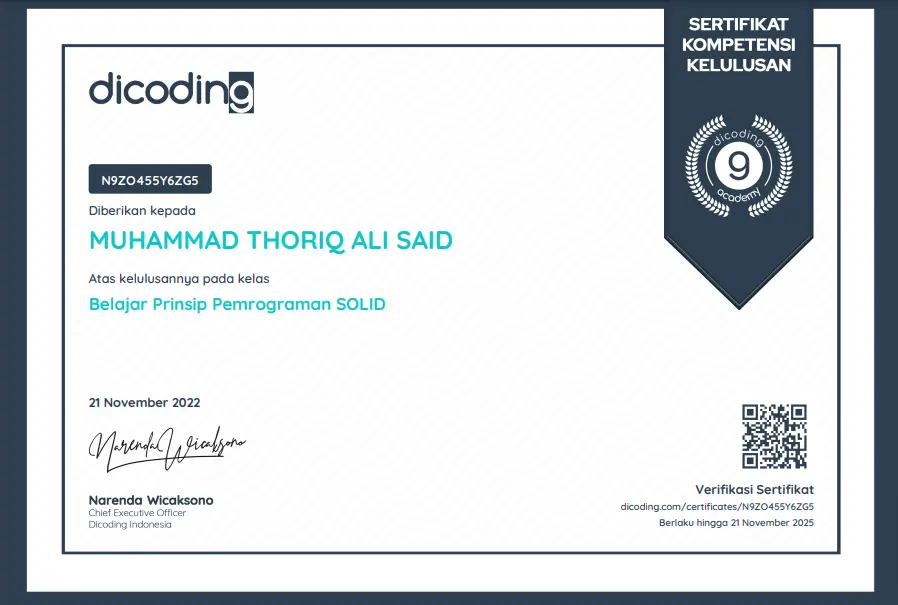 SERTIFIKAT
KOMPETENSI
KELULUSAN
dicoding
dicoding
9
academy
N9ZO455Y6ZG5
Diberikan kepada
MUHAMMAD THORIQ ALI SAID
Atas kelulusannya pada kelas
Belajar Prinsip Pemrograman SOLID
21 November 2022
Narenda Wicaksono
Narenda Wicaksono
Chief Executive Officer
Dicoding Indonesia
Verifikasi Sertifikat
dicoding.com/certificates/N9ZO455Y6ZG5
Berlaku hingga 21 November 2025